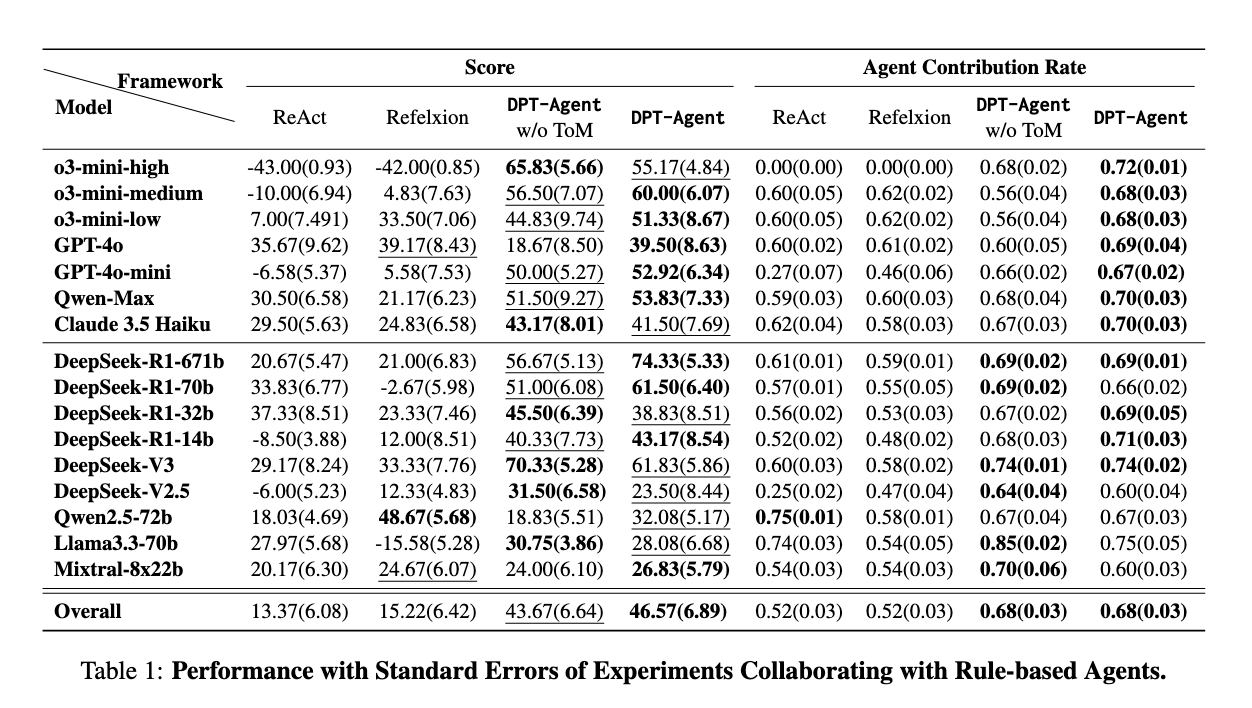 Framework Score Agent Contribution Rate
Model ReAct Refelxion DPT-Agent w/o ToM DPT-Agent ReAct Refelxion DPT-Agent w/o ToM DPT-Agent
o3-mini-high -43.00(0.93) -42.00(0.85) 65.83(5.66) 55.17(4.84) 0.00(0.00) 0.00(0.00) 0.68(0.02) 0.72(0.01)
o3-mini-medium -10.00(6.94) 4.83(7.63) 56.50(7.07) 60.00(6.07) 0.60(0.05) 0.62(0.02) 0.56(0.04) 0.68(0.03)
o3-mini-low 7.00(7.491) 33.50(7.06) 44.83(9.74) 51.33(8.67) 0.60(0.05) 0.62(0.02) 0.56(0.04) 0.68(0.03)
GPT-4o 35.67(9.62) 39.17(8.43) 18.67(8.50) 39.50(8.63) 0.60(0.02) 0.61(0.02) 0.60(0.05) 0.69(0.04)
GPT-4o-mini -6.58(5.37) 5.58(7.53) 50.00(5.27) 52.92(6.34) 0.27(0.07) 0.46(0.06) 0.66(0.02) 0.67(0.02)
Qwen-Max 30.50(6.58) 21.17(6.23) 51.50(9.27) 53.83(7.33) 0.59(0.03) 0.60(0.03) 0.68(0.04) 0.70(0.03)
Claude 3.5 Haiku 29.50(5.63) 24.83(6.58) 43.17(8.01) 41.50(7.69) 0.62(0.04) 0.58(0.03) 0.67(0.03) 0.70(0.03)
DeepSeek-R1-671b 20.67(5.47) 21.00(6.83) 56.67(5.13) 74.33(5.33) 0.61(0.01) 0.59(0.01) 0.69(0.02) 0.69(0.01)
DeepSeek-R1-70b 33.83(6.77) -2.67(5.98) 51.00(6.08) 61.50(6.40) 0.57(0.01) 0.55(0.05) 0.69(0.02) 0.66(0.02)
DeepSeek-R1-32b 37.33(8.51) 23.33(7.46) 45.50(6.39) 38.83(8.51) 0.56(0.02) 0.53(0.03) 0.67(0.02) 0.69(0.05)
DeepSeek-R1-14b -8.50(3.88) 12.00(8.51) 40.33(7.73) 43.17(8.54) 0.52(0.02) 0.48(0.02) 0.68(0.03) 0.71(0.03)
DeepSeek-V3 29.17(8.24) 33.33(7.76) 70.33(5.28) 61.83(5.86) 0.60(0.03) 0.58(0.02) 0.74(0.01) 0.74(0.02)
DeepSeek-V2.5 -6.00(5.23) 12.33(4.83) 31.50(6.58) 23.50(8.44) 0.25(0.02) 0.47(0.04) 0.64(0.04) 0.60(0.04)
Qwen2.5-72b 18.03(4.69) 48.67(5.68) 18.83(5.51) 32.08(5.17) 0.75(0.01) 0.58(0.01) 0.67(0.04) 0.67(0.03)
Llama3.3-70b 27.97(5.68) -15.58(5.28) 30.75(3.86) 28.08(6.68) 0.74(0.03) 0.54(0.05) 0.85(0.02) 0.75(0.05)
Mixtral-8x22b 20.17(6.30) 24.67(6.07) 24.00(6.10) 26.83(5.79) 0.54(0.03) 0.54(0.03) 0.70(0.06) 0.60(0.03)
Overall 13.37(6.08) 15.22(6.42) 43.67(6.64) 46.57(6.89) 0.52(0.03) 0.52(0.03) 0.68(0.03) 0.68(0.03)
Table 1: Performance with Standard Errors of Experiments Collaborating with Rule-based Agents.